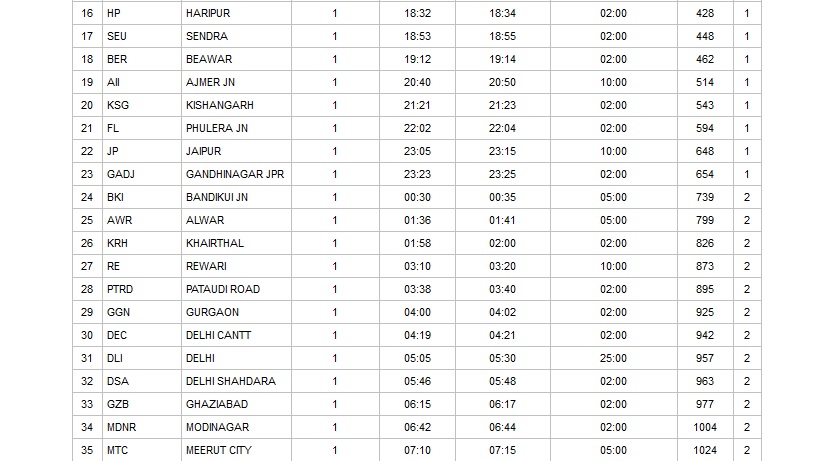 16 HP HARIPUR 1 18:32 18:34 02:00 428 1
17 SEU SENDRA 1 18:53 18:55 02:00 448 1
18 BER BEAWAR 1 19:12 19:14 02:00 462 1
19 AII AJMER JN 1 20:40 20:50 10:00 514 1
20 KSG KISHANGARH 1 21:21 21:23 02:00 543 1
21 FL PHULERA JN 1 22:02 22:04 02:00 594 1
22 JP JAIPUR 1 23:05 23:15 10:00 648 1
23 GADJ GANDHINAGAR JPR 1 23:23 23:25 02:00 654 1
24 BKI BANDIKUI JN 1 00:30 00:35 05:00 739 2
25 AWR ALWAR 1 01:36 01:41 05:00 799 2
26 KRH KHAIRTHAL 1 01:58 02:00 02:00 826 2
27 RE REWARI 1 03:10 03:20 10:00 873 2
28 PTRD PATAUDI ROAD 1 03:38 03:40 02:00 895 2
29 GGN GURGAON 1 04:00 04:02 02:00 925 2
30 DEC DELHI CANTT 1 04:19 04:21 02:00 942 2
31 DLI DELHI 1 05:05 05:30 25:00 957 2
32 DSA DELHI SHAHDARA 1 05:46 05:48 02:00 963 2
33 GZB GHAZIABAD 1 06:15 06:17 02:00 977 2
34 MDNR MODINAGAR 1 06:42 06:44 02:00 1004 2
35 MTC MEERUT CITY 1 07:10 07:15 05:00 1024 2